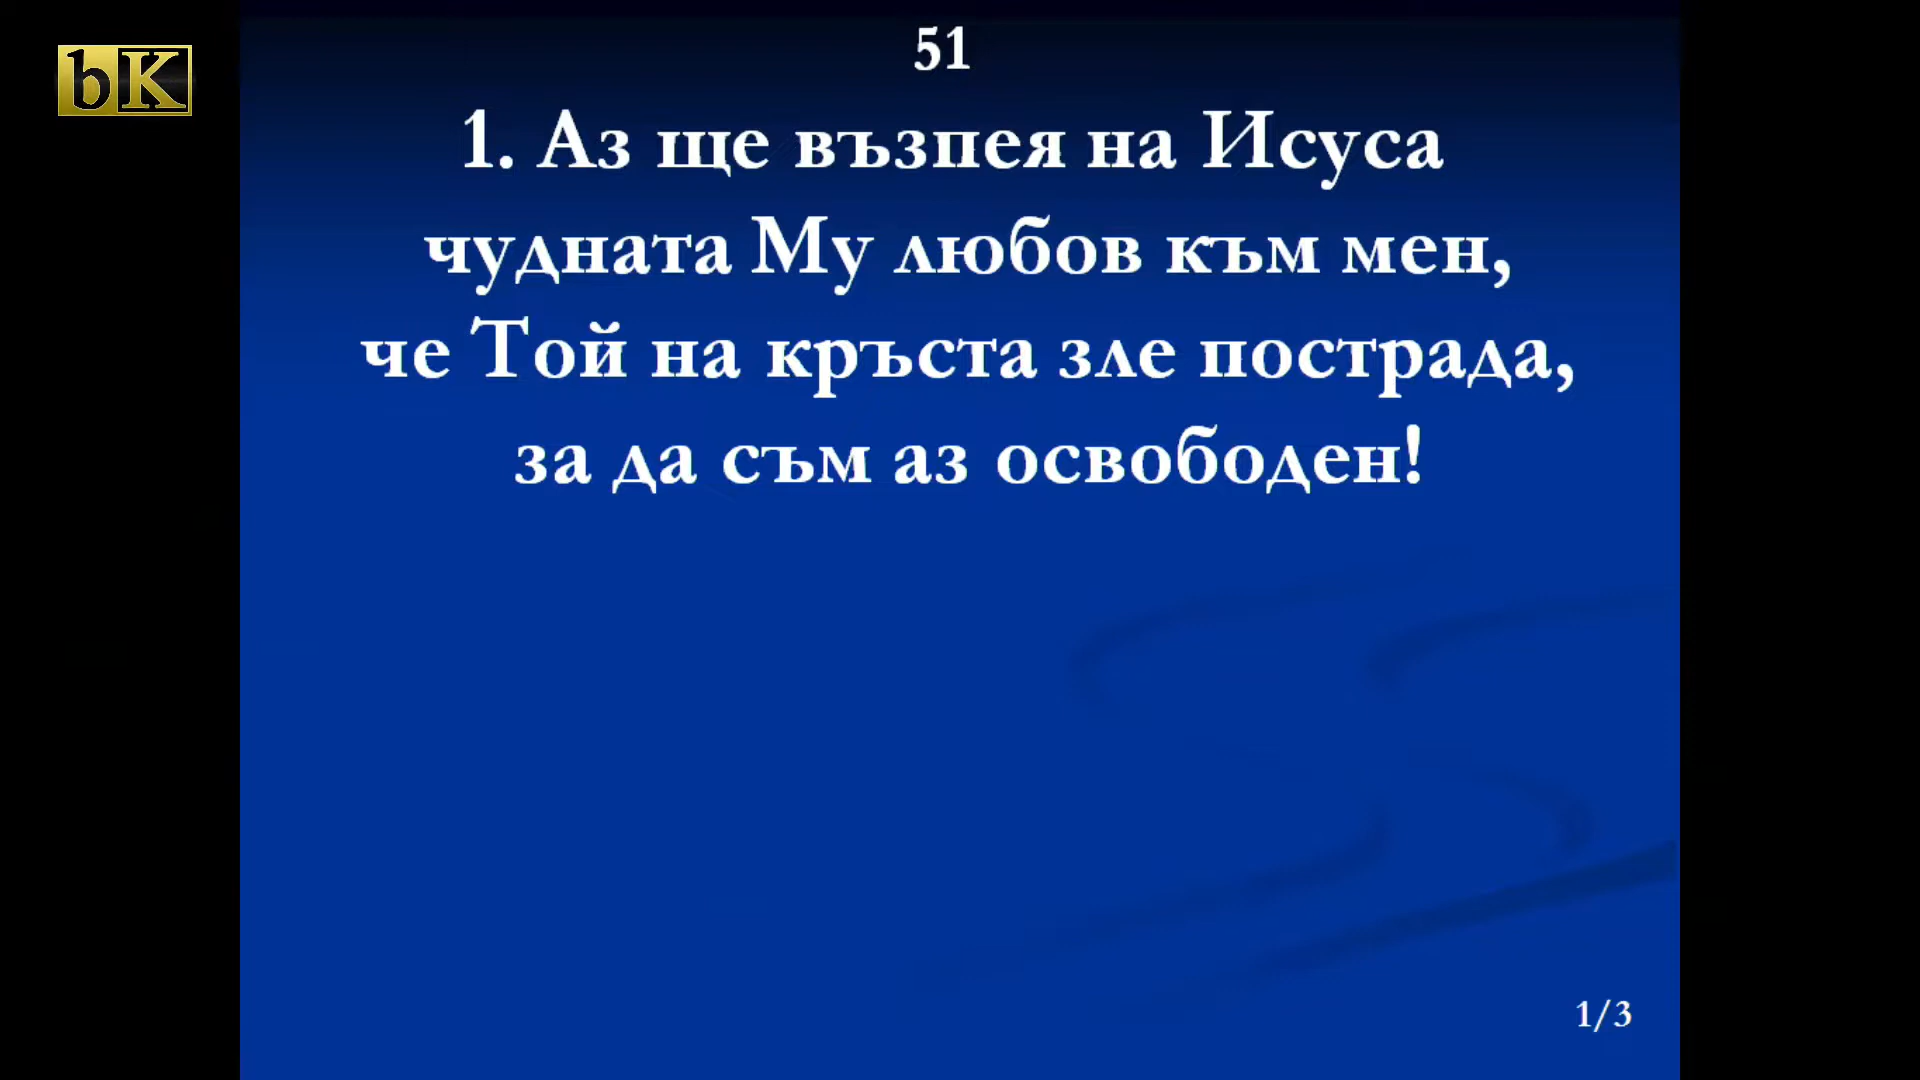 bK
51
1. Аз ще възпея на Исуса
чудната Му любов към мен,
че Той на кръста зле пострада,
за да съм аз освободен!
1/3